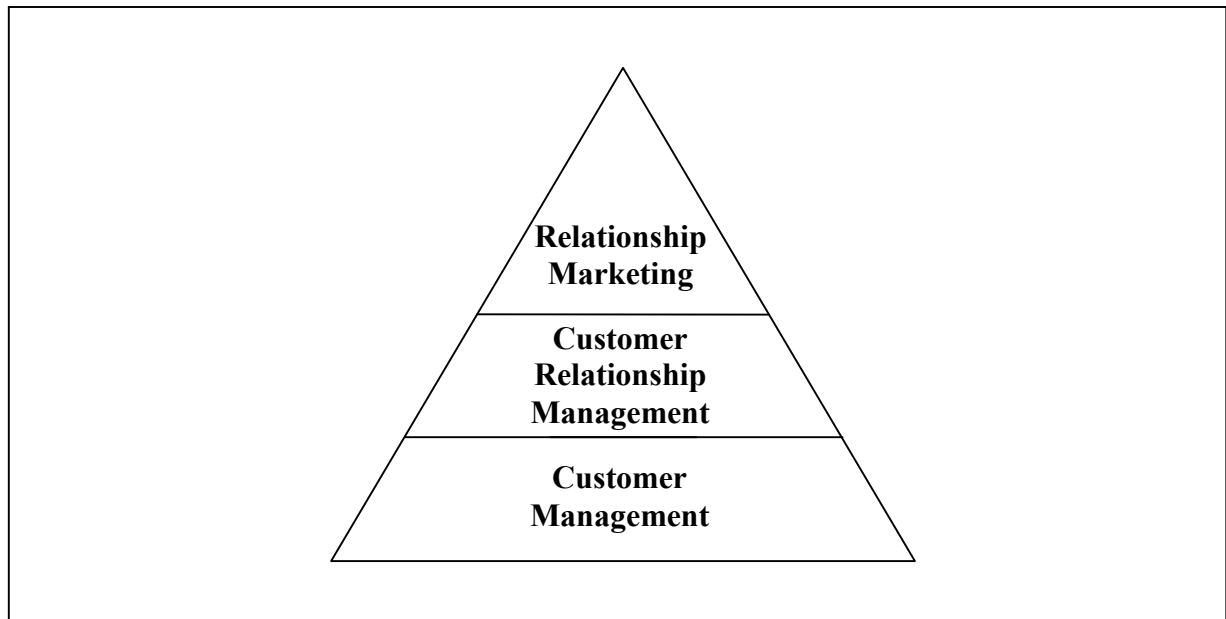 Relationship
Marketing
Customer
Relationship
Management
Customer
Management